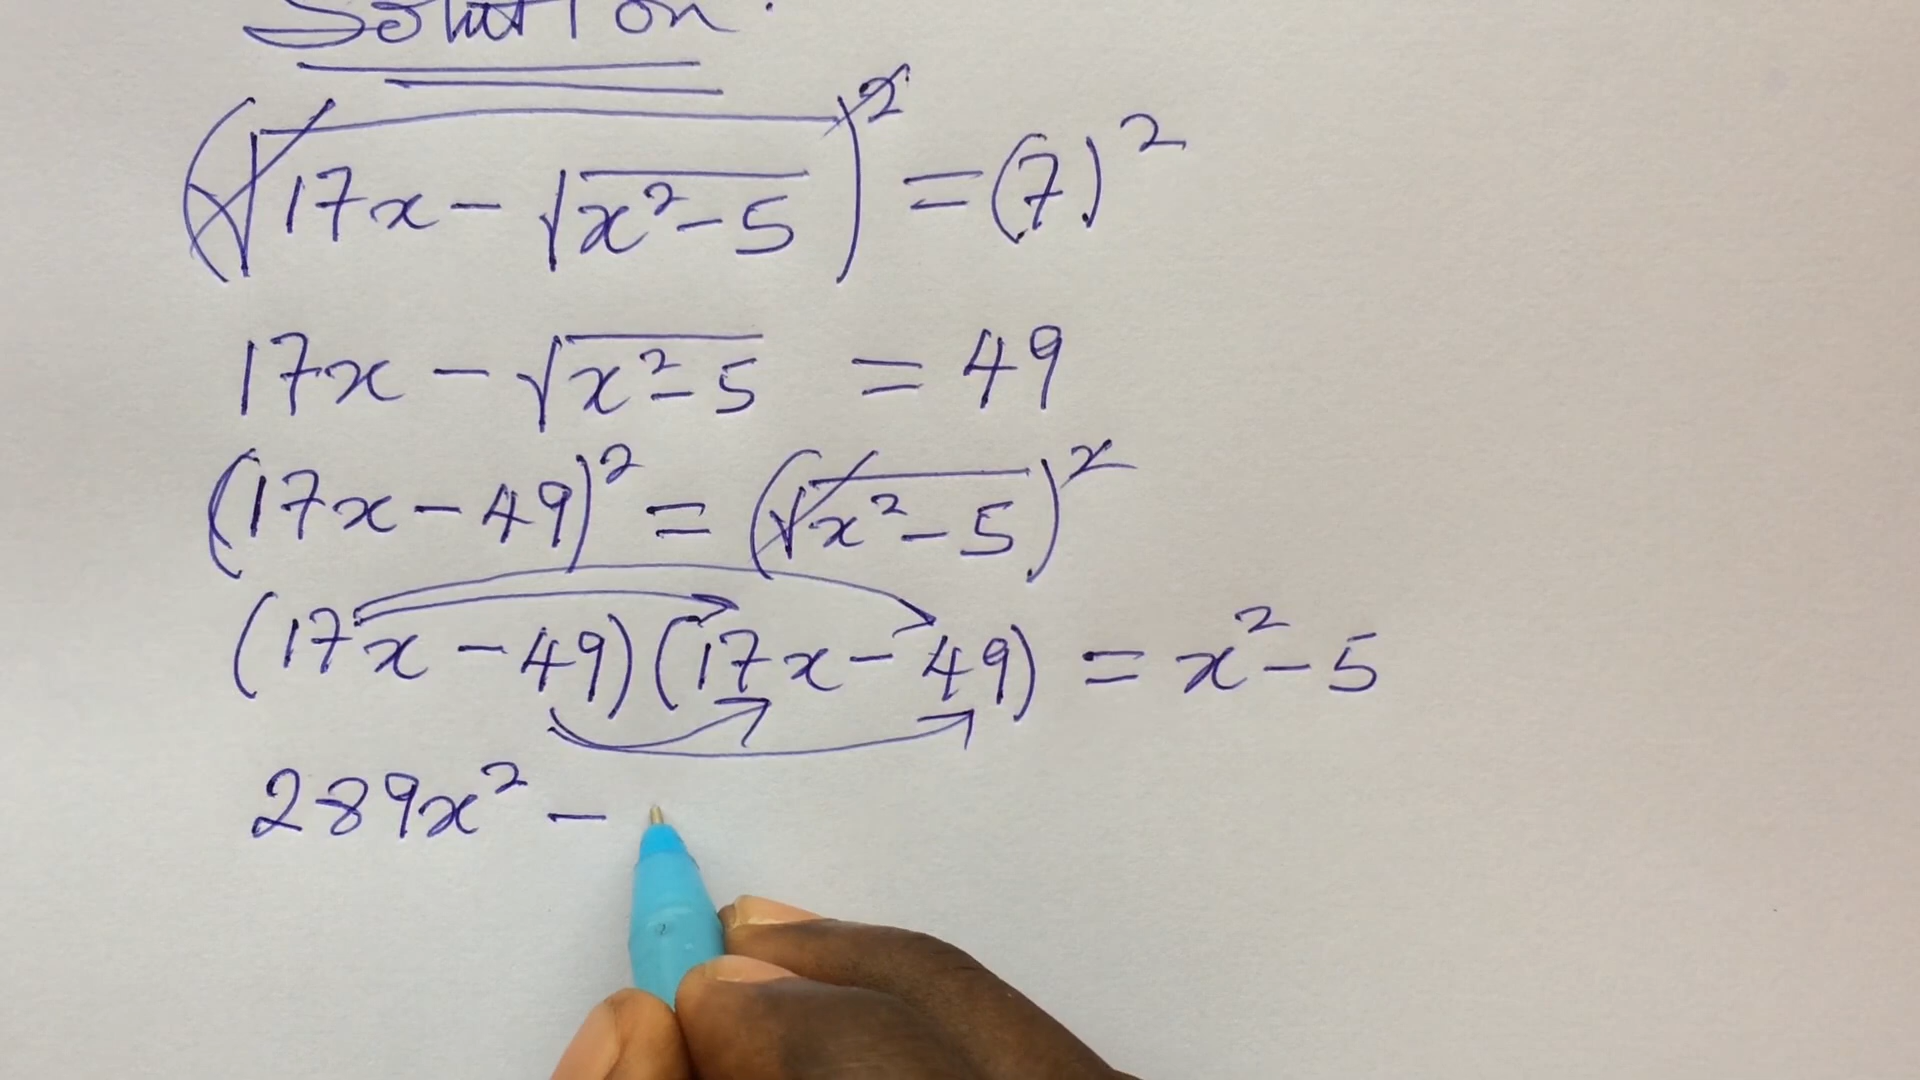 Solution.
(√(17x - √(x² - 5)))² = (7)²
17x - √(x² - 5) = 49
(17x - 49)² = (√(x² - 5))²
(17x - 49)(17x - 49) = x² - 5
289x² -